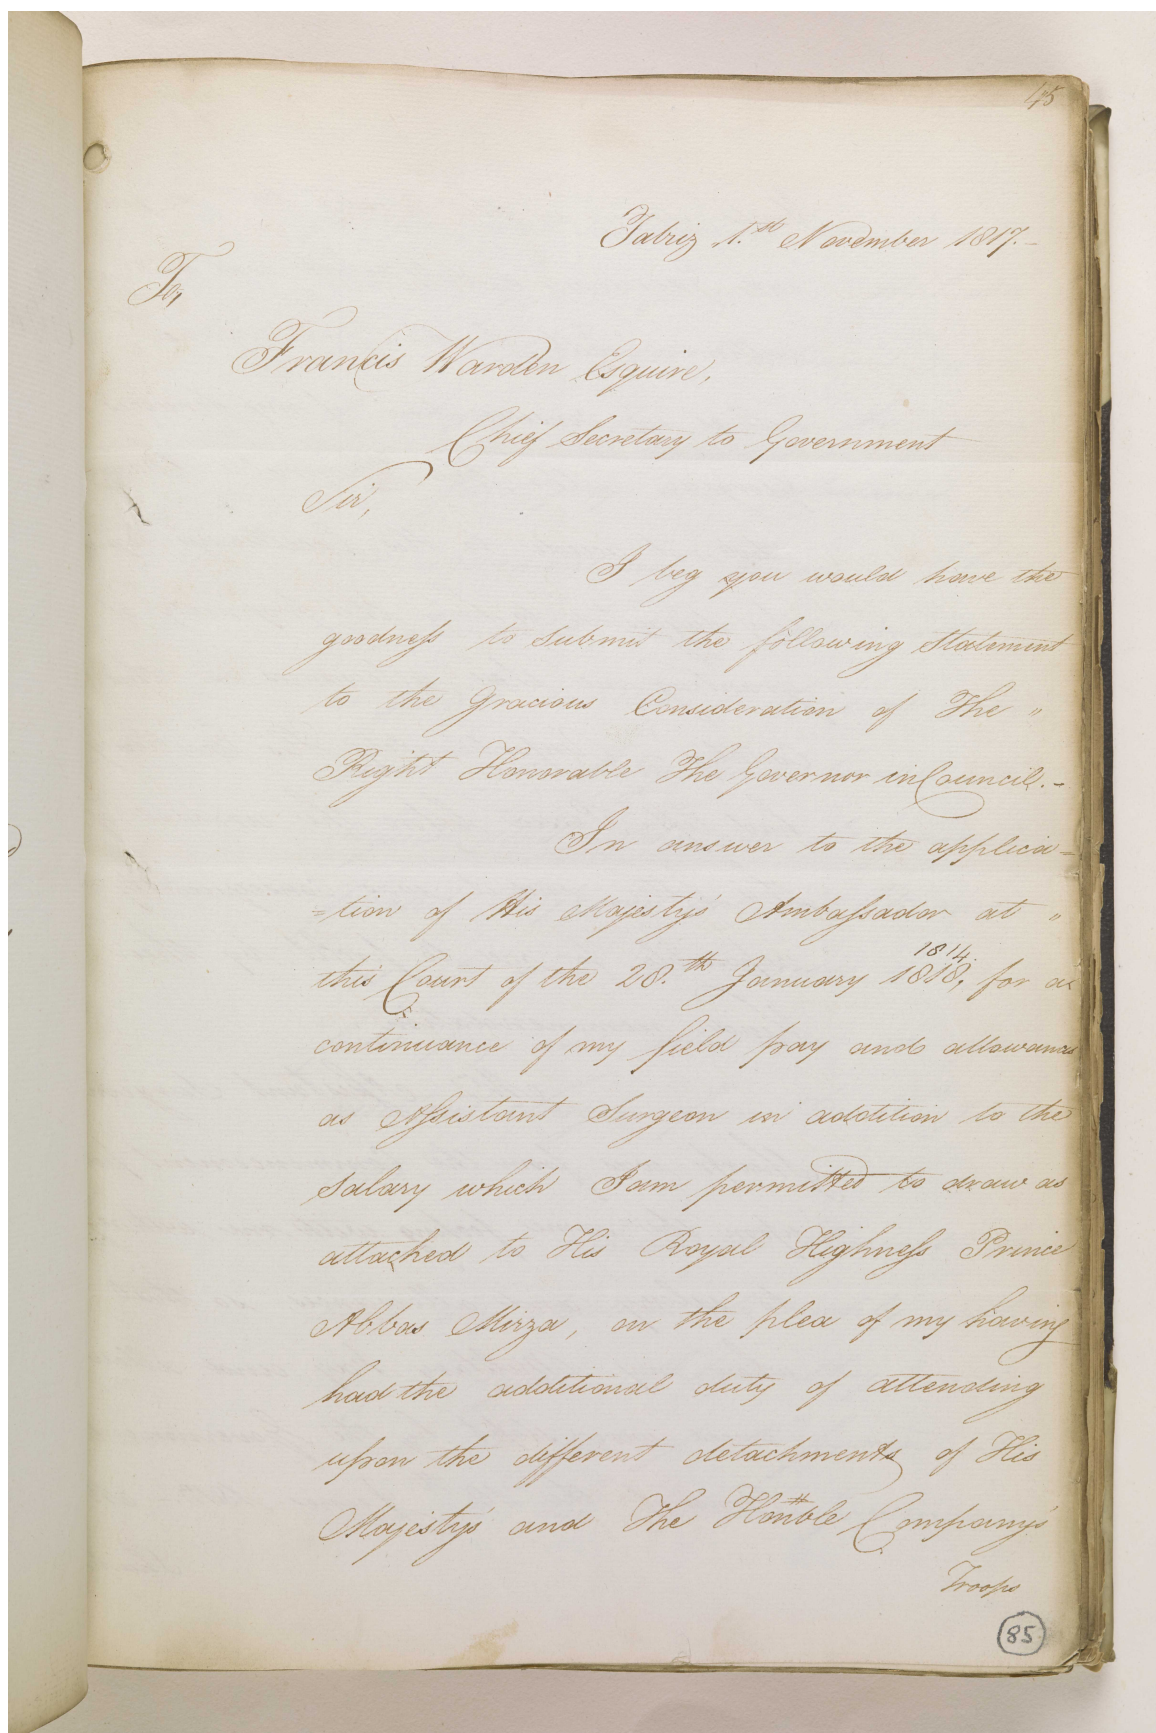 45
Tabriz 1.st November 1817.-
To,
Francis Warden Esquire,
Chief Secretary to Government
Sir,
I beg you would have the
goodneſs to submit the following Statement
to the Gracious Consideration of The "
Right Honorable The Governor in Council.-
In answer to the applica=
=tion of His Majesty's Ambaſsador at "
1814
this Court of the 28.th January 1818, for a
continuance of my field pay and allowances
as Aſsistant Surgeon in addition to the
salary which I am permitted to draw as
attached to His Royal Highneſs Prince
Abbas Mirza, on the plea of my having
had the additional duty of attending
upon the different detachments of His
Majesty's and The Honble Company's
Troops
85